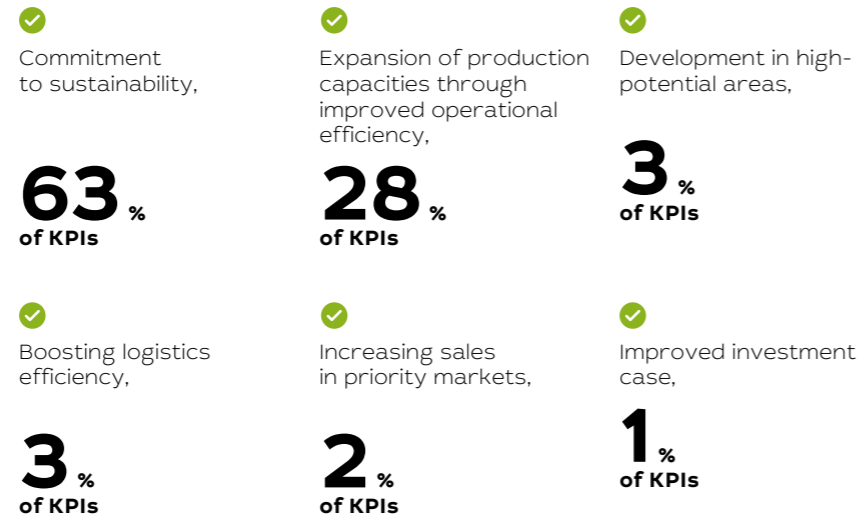 Commitment
to sustainability,
63 %
of KPIs
Expansion of production
capacities through
improved operational
efficiency,
28 %
of KPIs
Development in high-
potential areas,
3 %
of KPIs
Boosting logistics
efficiency,
3 %
of KPIs
Increasing sales
in priority markets,
2 %
of KPIs
Improved investment
case,
1 %
of KPIs